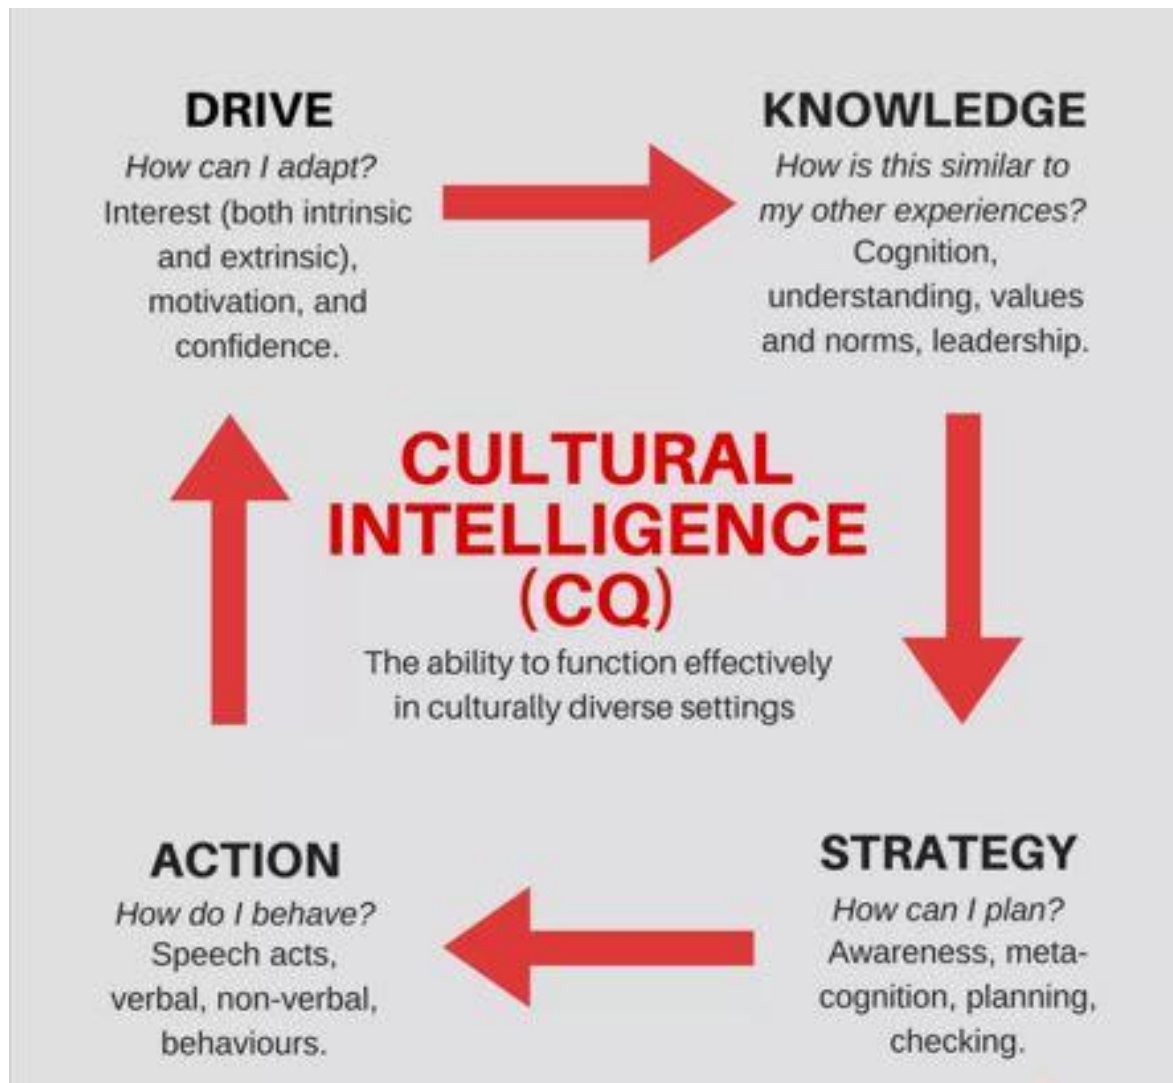 DRIVE
How can I adapt?
Interest (both intrinsic
and extrinsic),
motivation, and
confidence.
KNOWLEDGE
How is this similar to
my other experiences?
Cognition,
understanding, values
and norms, leadership.
CULTURAL
INTELLIGENCE
(CQ)
The ability to function effectively
in culturally diverse settings
ACTION
How do I behave?
Speech acts,
verbal, non-verbal,
behaviours.
STRATEGY
How can I plan?
Awareness, meta-
cognition, planning,
checking.